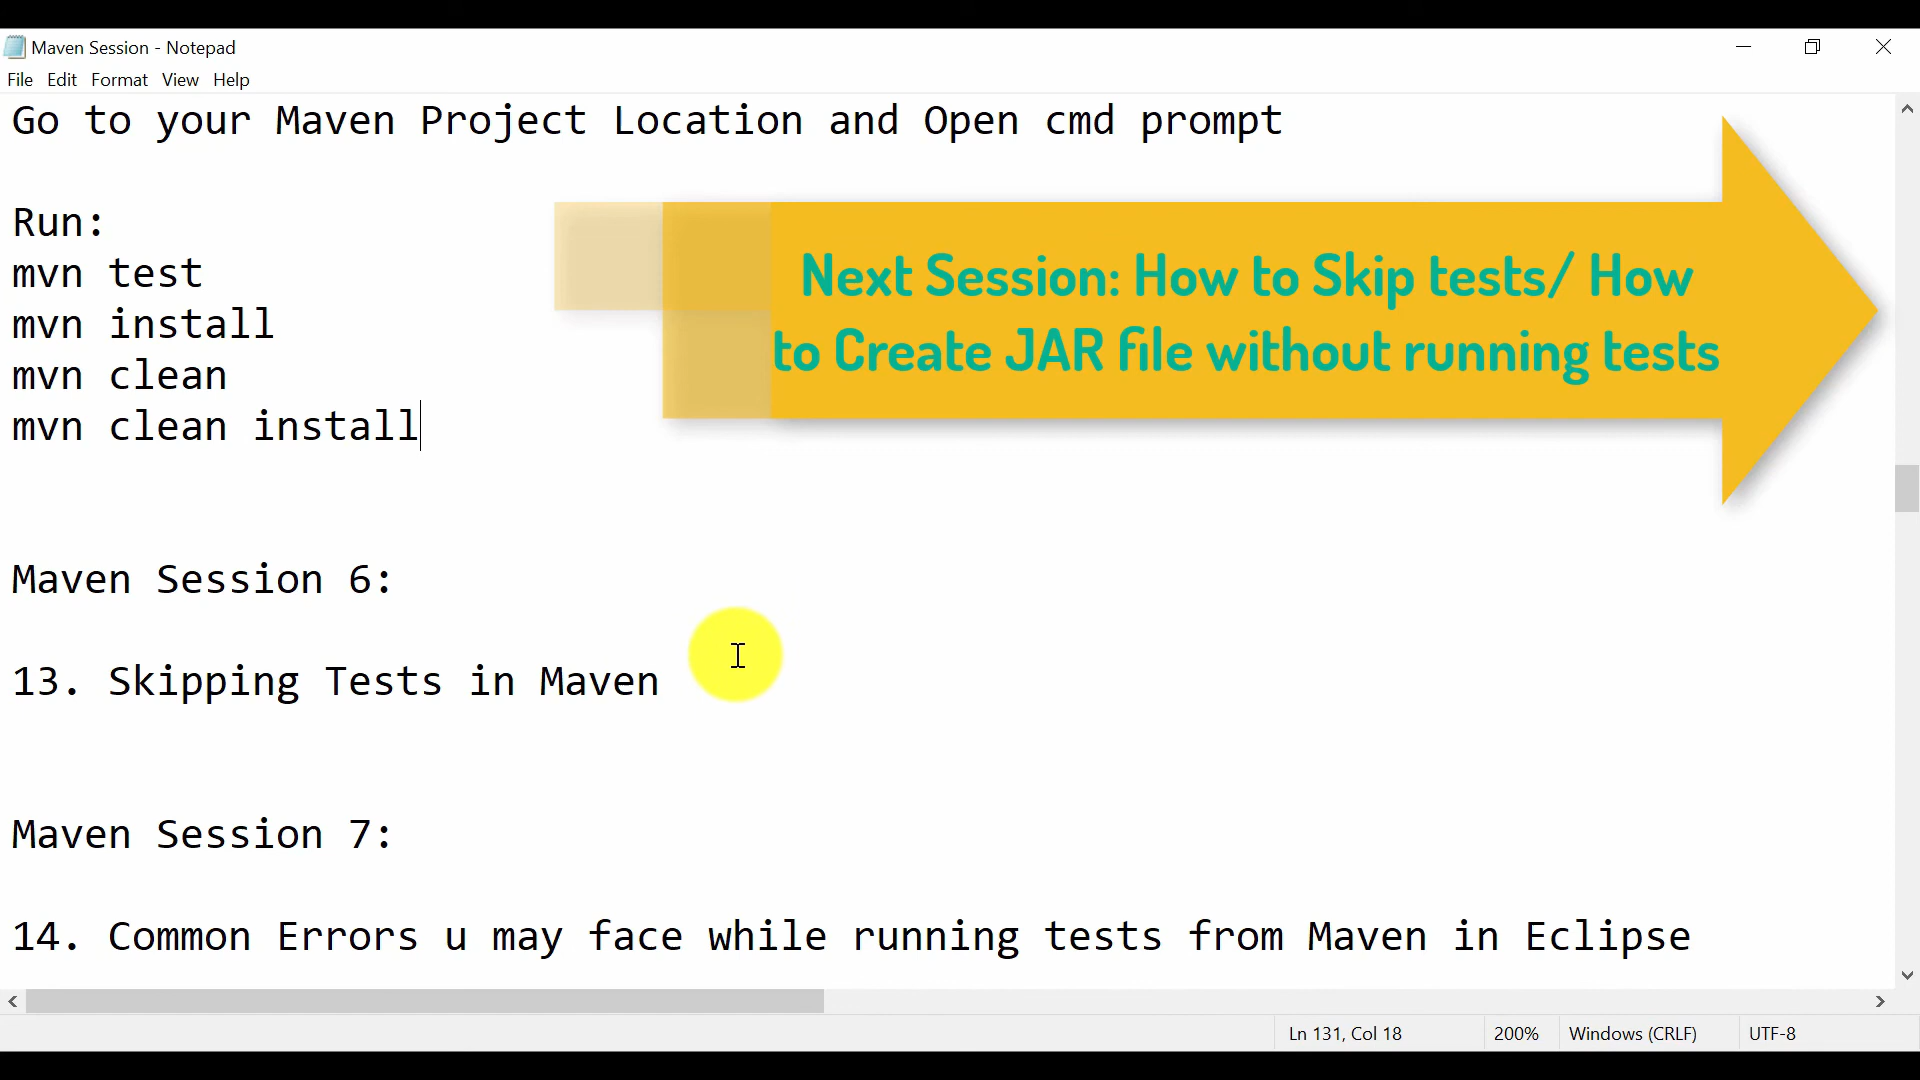 Maven Session - Notepad
File Edit Format View Help
Go to your Maven Project Location and Open cmd prompt
Run:
mvn test
mvn install
mvn clean
mvn clean install
Next Session: How to Skip tests/ How
to Create JAR file without running tests
Maven Session 6:
13. Skipping Tests in Maven
Maven Session 7:
14. Common Errors u may face while running tests from Maven in Eclipse
Ln 131, Col 18 200% Windows (CRLF) UTF-8